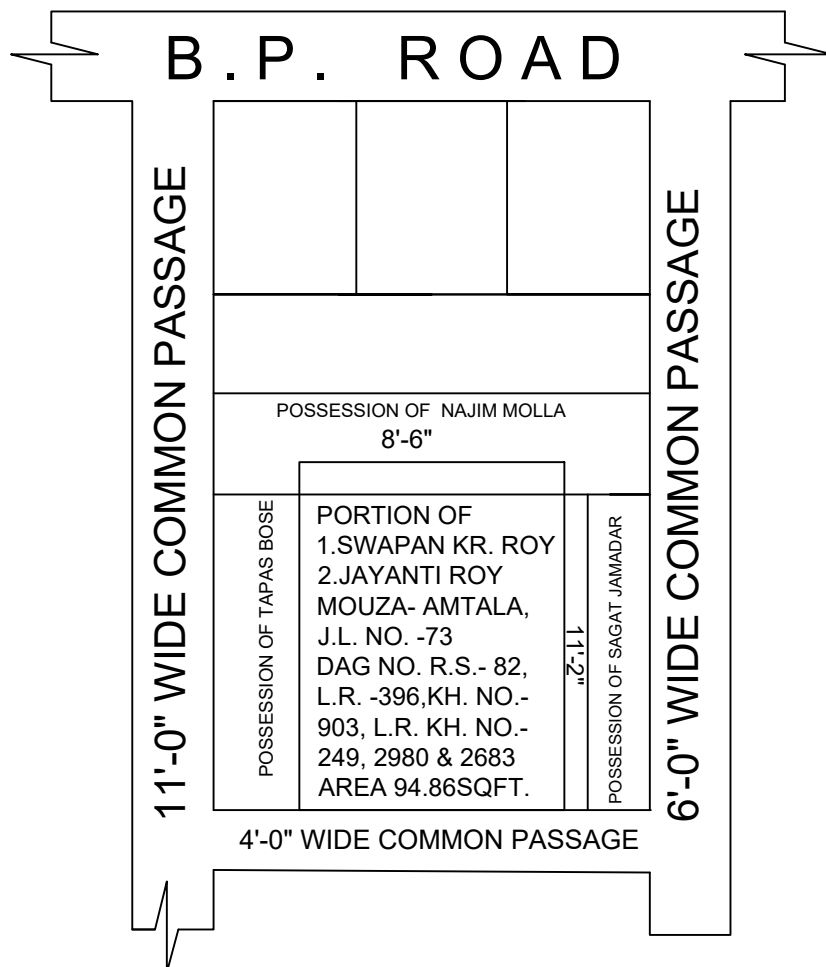 B.P. ROAD
11'-0" WIDE COMMON PASSAGE
6'-0" WIDE COMMON PASSAGE
POSSESSION OF NAJIM MOLLA
8'-6"
POSSESSION OF TAPAS BOSE
PORTION OF
1.SWAPAN KR. ROY
2.JAYANTI ROY
MOUZA- AMTALA,
J.L. NO. -73
DAG NO. R.S.- 82,
L.R. -396,KH. NO.-
903, L.R. KH. NO.-
249, 2980 & 2683
AREA 94.86SQFT.
11'-2"
POSSESSION OF SAGAT JAMADAR
4'-0" WIDE COMMON PASSAGE